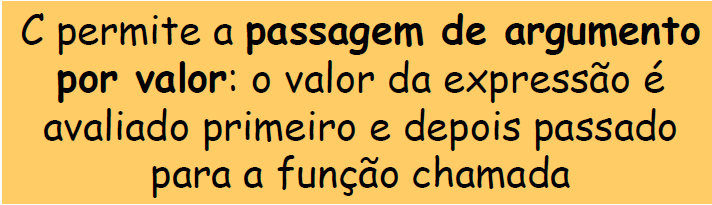 C permite a passagem de argumento
por valor: o valor da expressão é
avaliado primeiro e depois passado
para a função chamada